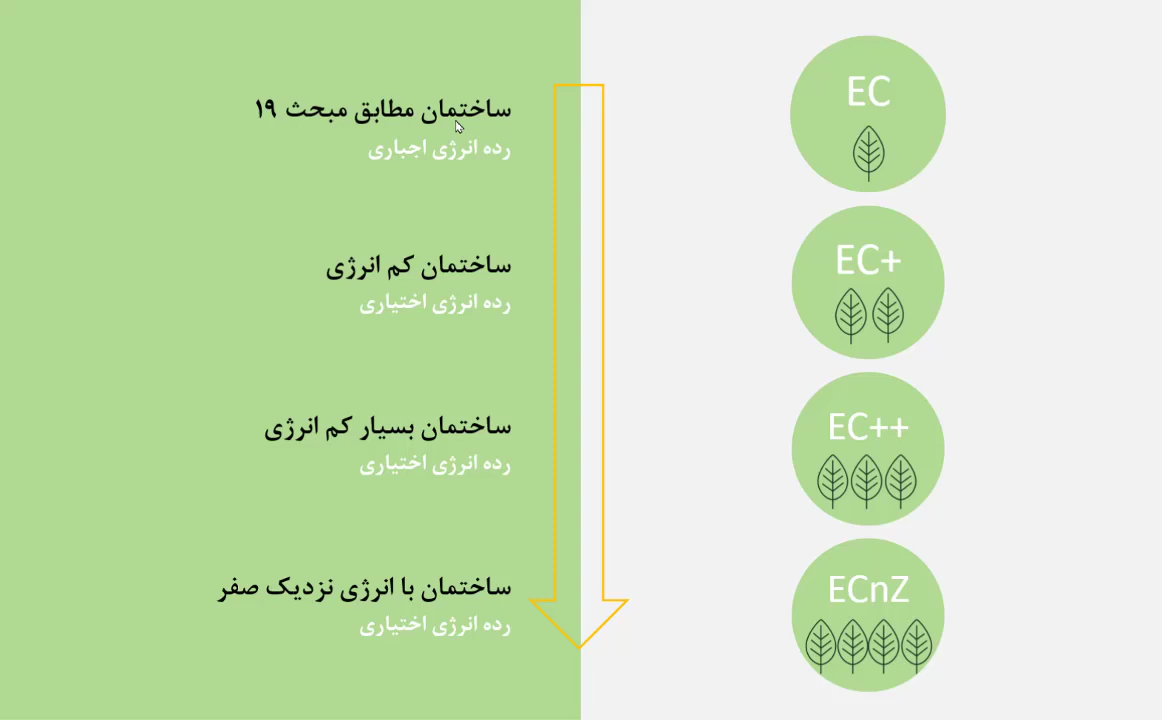 ساختمان مطابق مبحث ۱۹
رده انرژی اجباری
EC
ساختمان کم انرژی
رده انرژی اختیاری
EC+
ساختمان بسیار کم انرژی
رده انرژی اختیاری
EC++
ساختمان با انرژی نزدیک صفر
رده انرژی اختیاری
ECnZ